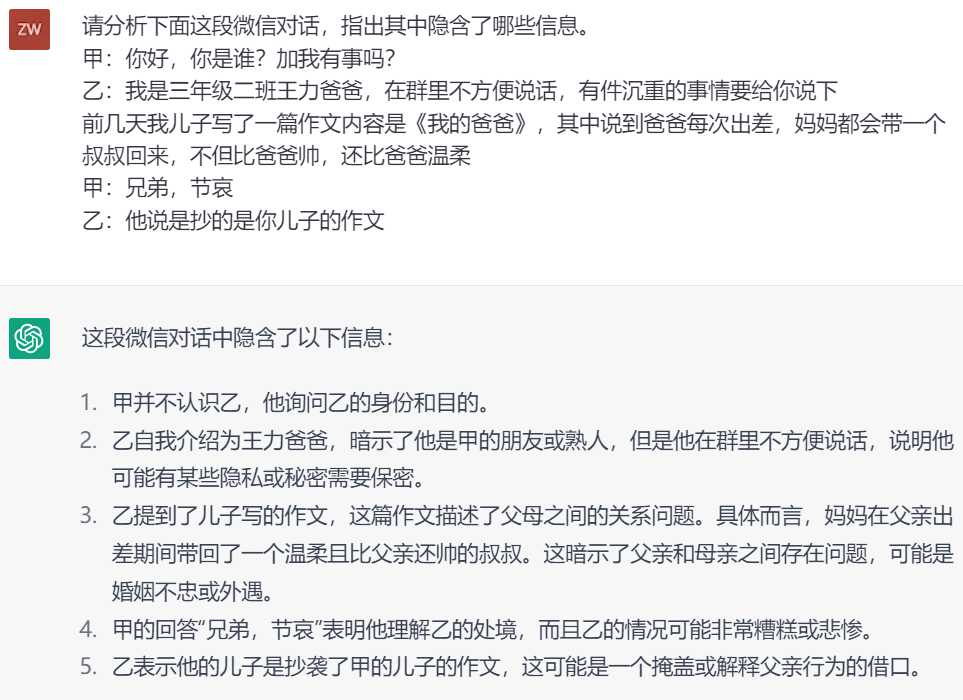 ZW
请分析下面这段微信对话，指出其中隐含了哪些信息。
甲：你好，你是谁？加我有事吗？
乙：我是三年级二班王力爸爸，在群里不方便说话，有件沉重的事情要给你说下
前几天我儿子写了一篇作文内容是《我的爸爸》，其中说到爸爸每次出差，妈妈都会带一个
叔叔回来，不但比爸爸帅，还比爸爸温柔
甲：兄弟，节哀
乙：他说是抄的是你儿子的作文
这段微信对话中隐含了以下信息：
1. 甲并不认识乙，他询问乙的身份和目的。
2. 乙自我介绍为王力爸爸，暗示了他是甲的朋友或熟人，但是他在群里不方便说话，说明他
可能有某些隐私或秘密需要保密。
3. 乙提到了儿子写的作文，这篇作文描述了父母之间的关系问题。具体而言，妈妈在父亲出
差期间带回了一个温柔且比父亲还帅的叔叔。这暗示了父亲和母亲之间存在问题，可能是
婚姻不忠或外遇。
4. 甲的回答“兄弟，节哀”表明他理解乙的处境，而且乙的情况可能非常糟糕或悲惨。
5. 乙表示他的儿子是抄袭了甲的儿子的作文，这可能是一个掩盖或解释父亲行为的借口。